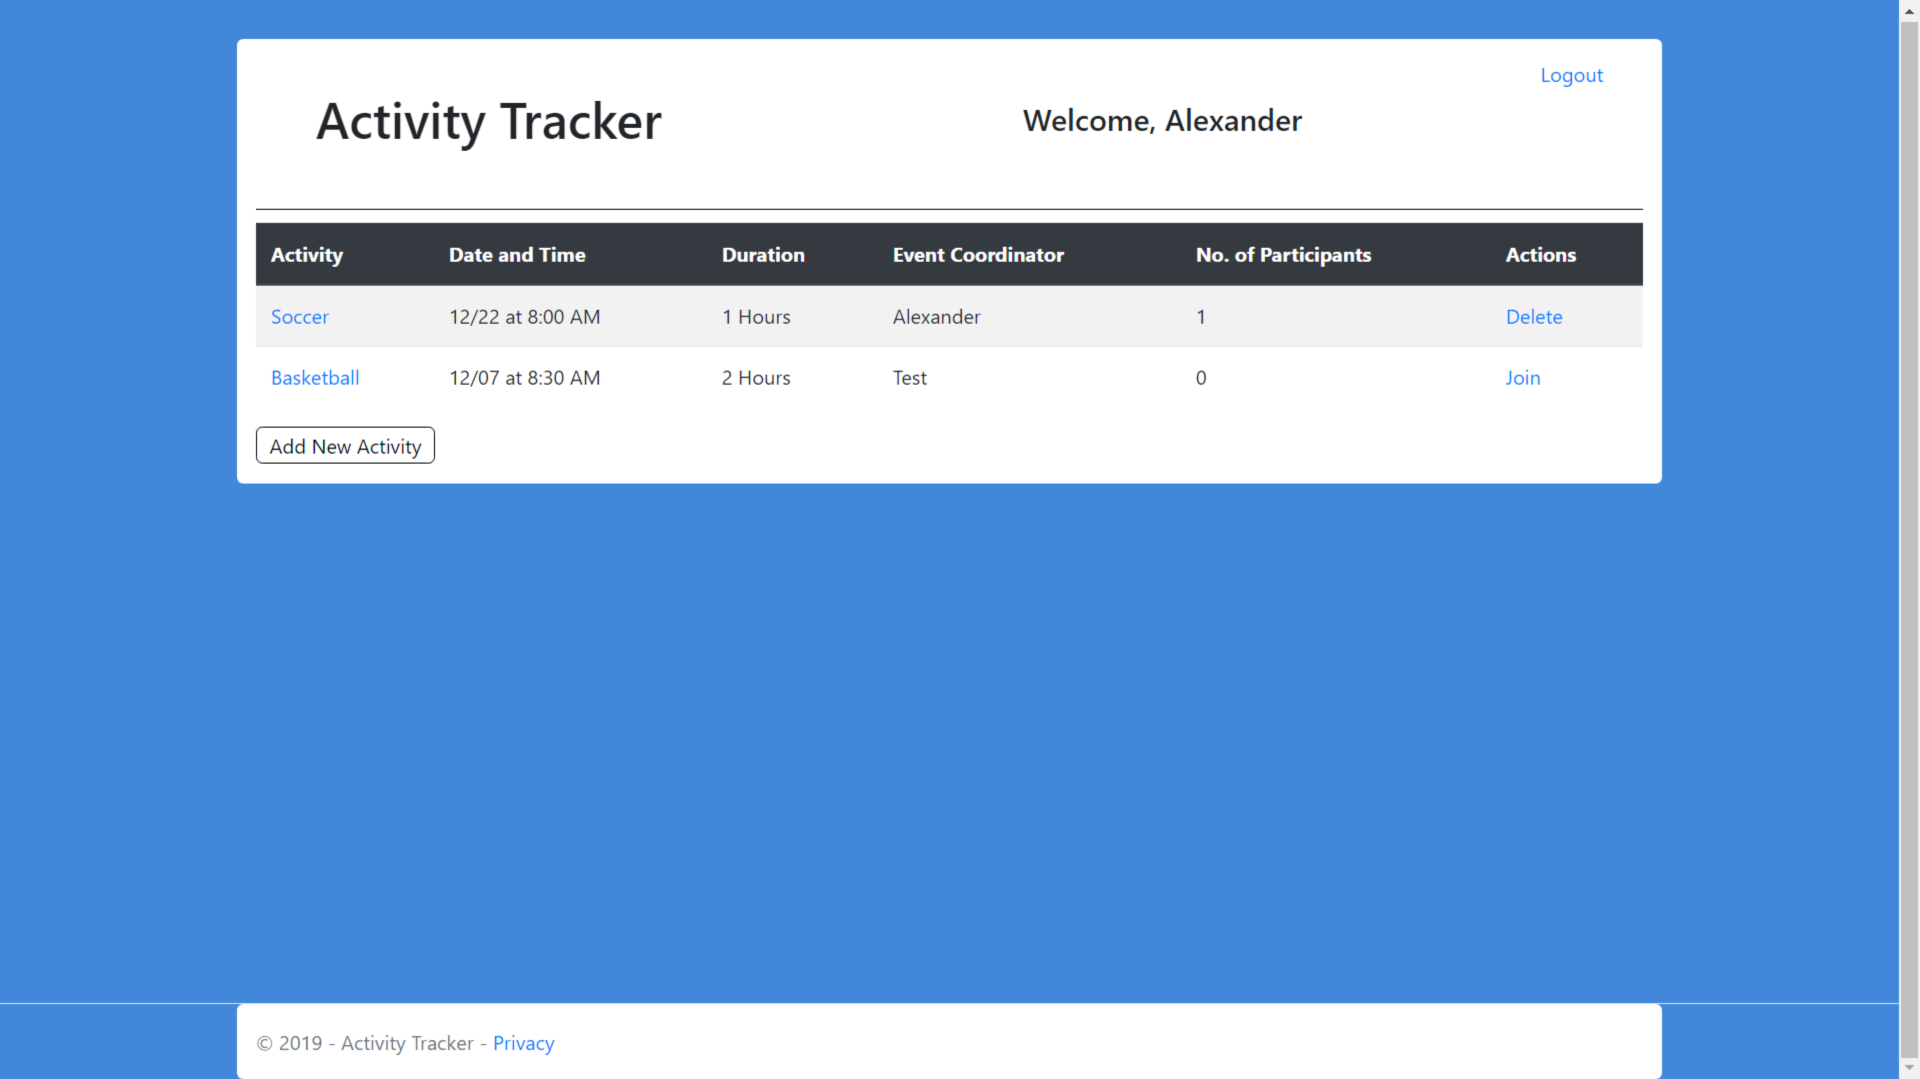 Logout
Activity Tracker
Welcome, Alexander
Activity Date and Time Duration Event Coordinator No. of Participants Actions
Soccer 12/22 at 8:00 AM 1 Hours Alexander 1 Delete
Basketball 12/07 at 8:30 AM 2 Hours Test 0 Join
Add New Activity
© 2019 - Activity Tracker - Privacy